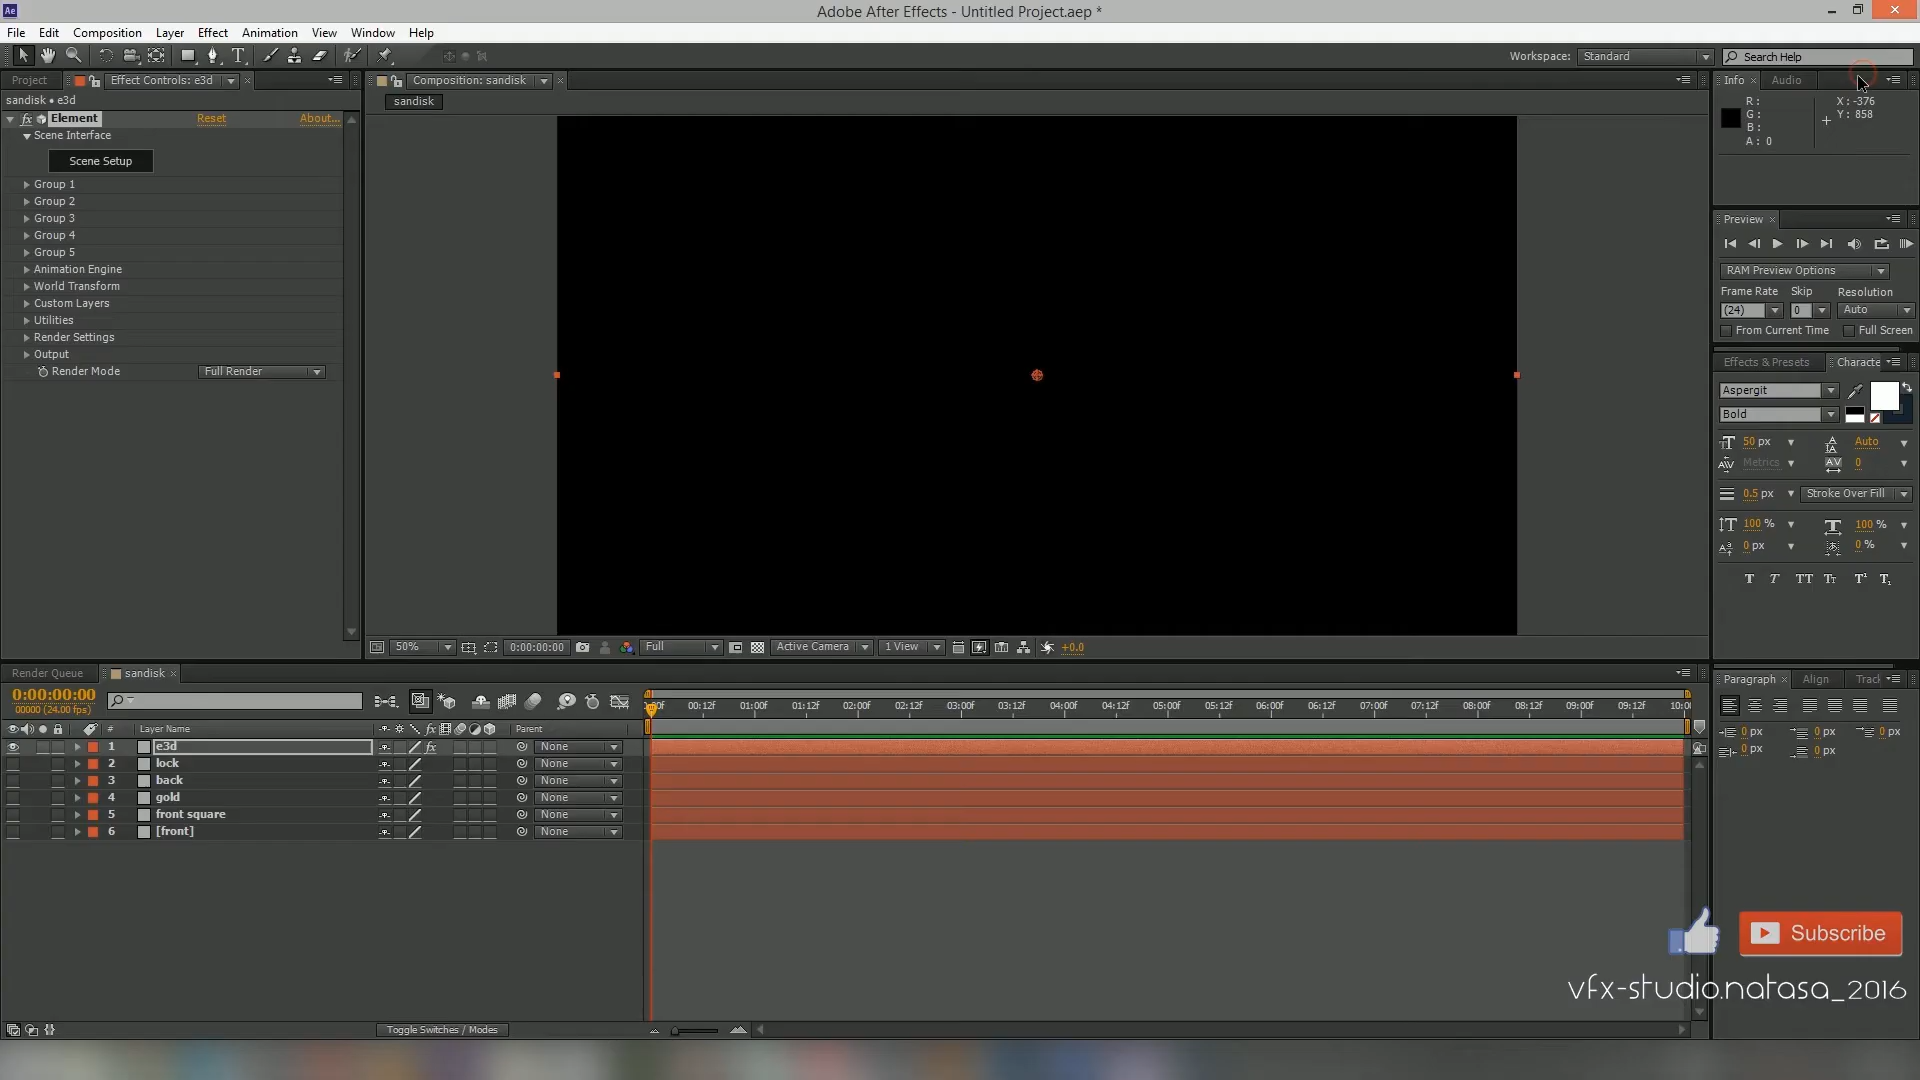 Ae
Adobe After Effects - Untitled Project.aep *
File Edit Composition Layer Effect Animation View Window Help
Workspace: Standard
Search Help
Project
Effect Controls: e3d
Composition: sandisk
Info
Audio
sandisk • e3d
sandisk
R :
G :
B :
A : 0
X : -376
Y : 858
fx Element Reset About...
Scene Interface
Scene Setup
Group 1
Group 2
Group 3
Group 4
Group 5
Animation Engine
World Transform
Custom Layers
Utilities
Render Settings
Output
Render Mode Full Render
Preview
RAM Preview Options
Frame Rate Skip Resolution
(24) 0 Auto
From Current Time Full Screen
Effects & Presets Characte
Aspergit
Bold
50 px Auto
Metrics 0
0.5 px Stroke Over Fill
100 % 100 %
0 px 0 %
T T TT Tt T¹ T₁
50% 0:00:00:00 Full Active Camera 1 View +0.0
Render Queue
sandisk
0:00:00:00
00000 (24.00 fps)
00:12f 01:00f 01:12f 02:00f 02:12f 03:00f 03:12f 04:00f 04:12f 05:00f 05:12f 06:00f 06:12f 07:00f 07:12f 08:00f 08:12f 09:00f 09:12f 10:00
# Layer Name fx Parent
1 e3d fx None
2 lock None
3 back None
4 gold None
5 front square None
6 [front] None
Toggle Switches / Modes
Paragraph Align Track
0 px 0 px 0 px
0 px 0 px
Subscribe
vfx-studio.natasa_2016